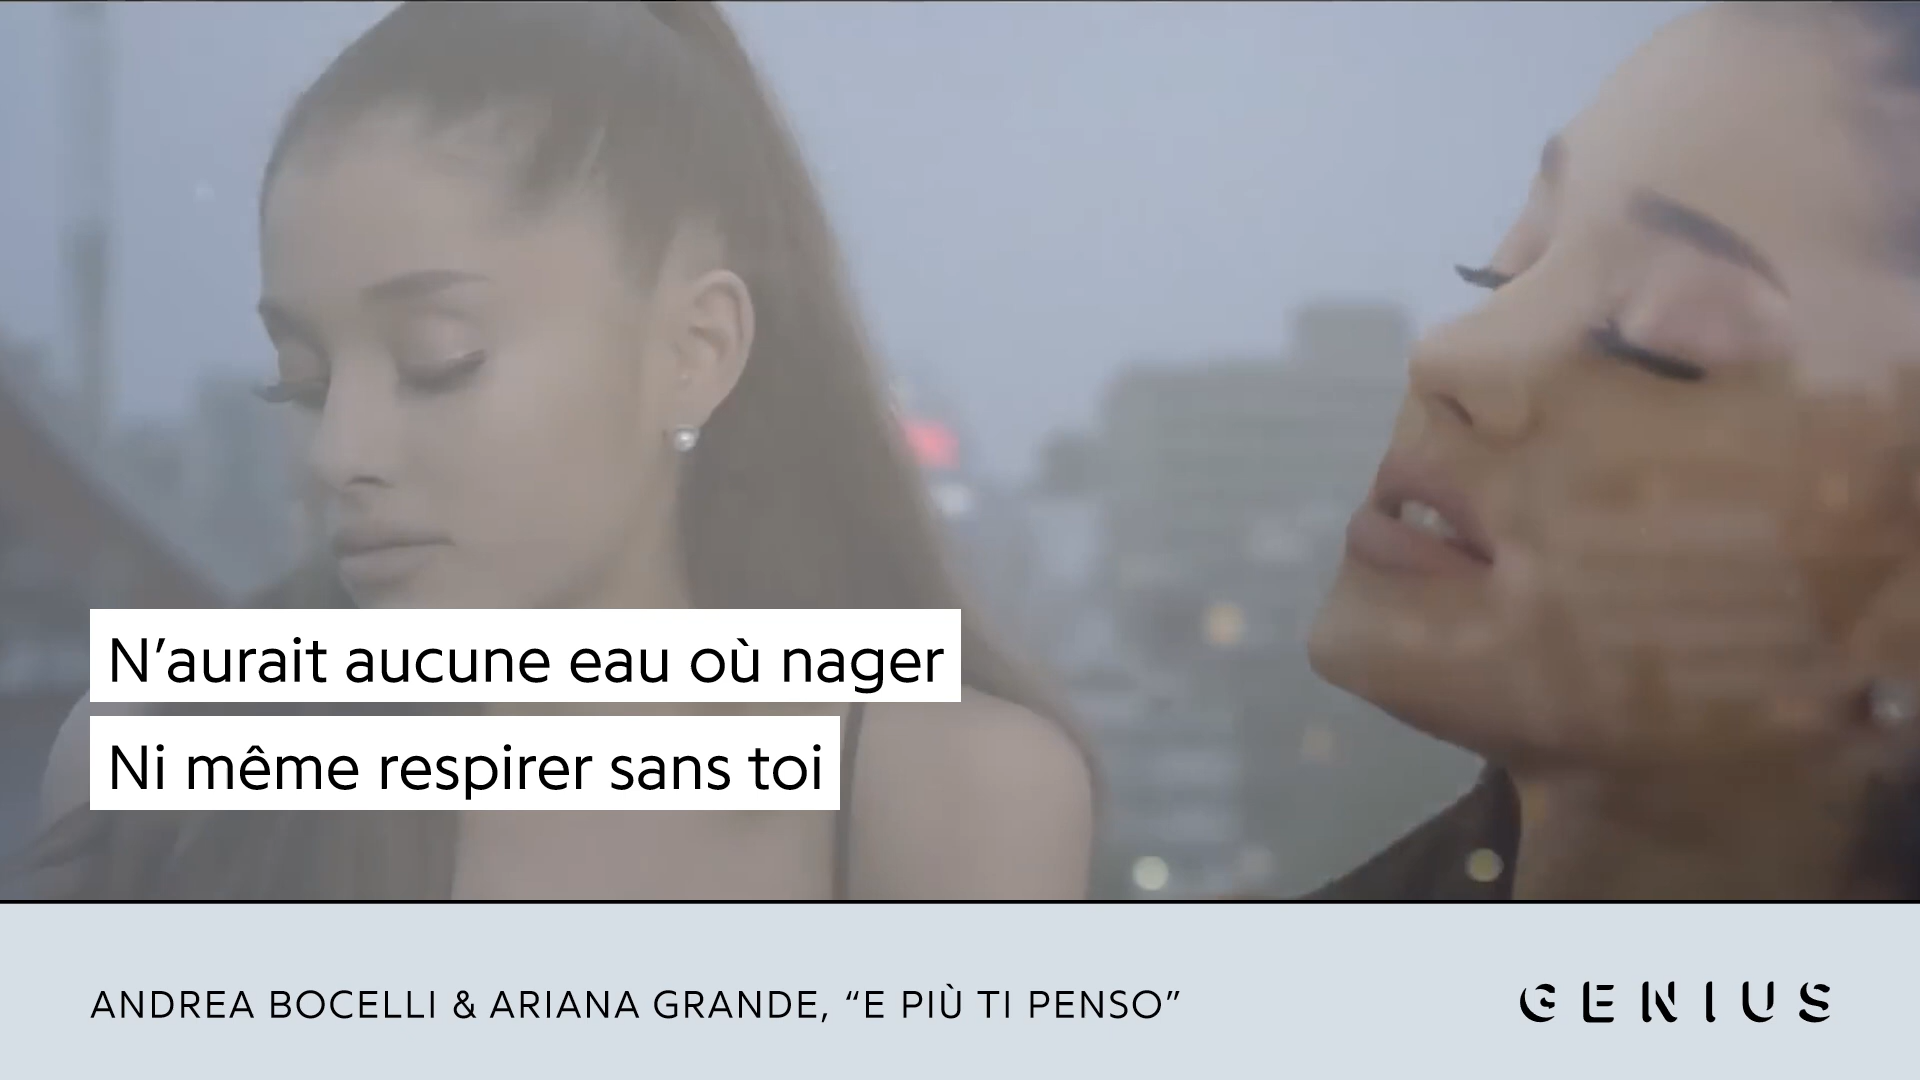 N’aurait aucune eau où nager
Ni même respirer sans toi
ANDREA BOCELLI & ARIANA GRANDE, “E PIÙ TI PENSO”
GENIUS